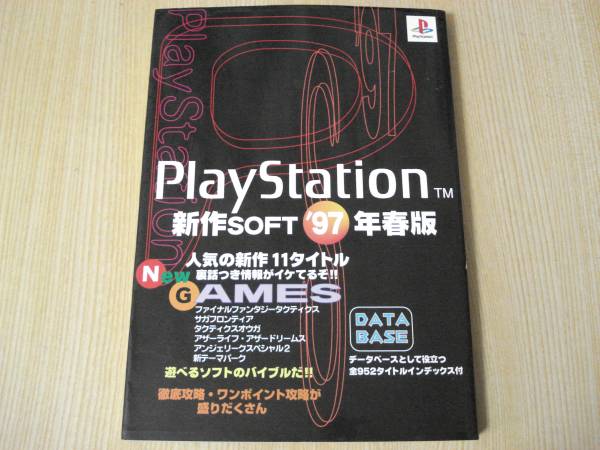 PlayStation
'97
PlayStation
PlayStation™
新作SOFT '97 年春版
人気の新作 11タイトル
裏話つき情報がイケてるぞ!!
New GAMES
ファイナルファンタジータクティクス
サガフロンティア
タクティクスオウガ
アザーライフ・アザードリームス
アンジェリークスペシャル2
新テーマパーク
遊べるソフトのバイブルだ!!
徹底攻略・ワンポイント攻略が
盛りだくさん
DATA
BASE
データベースとして役立つ
全952タイトルインデックス付